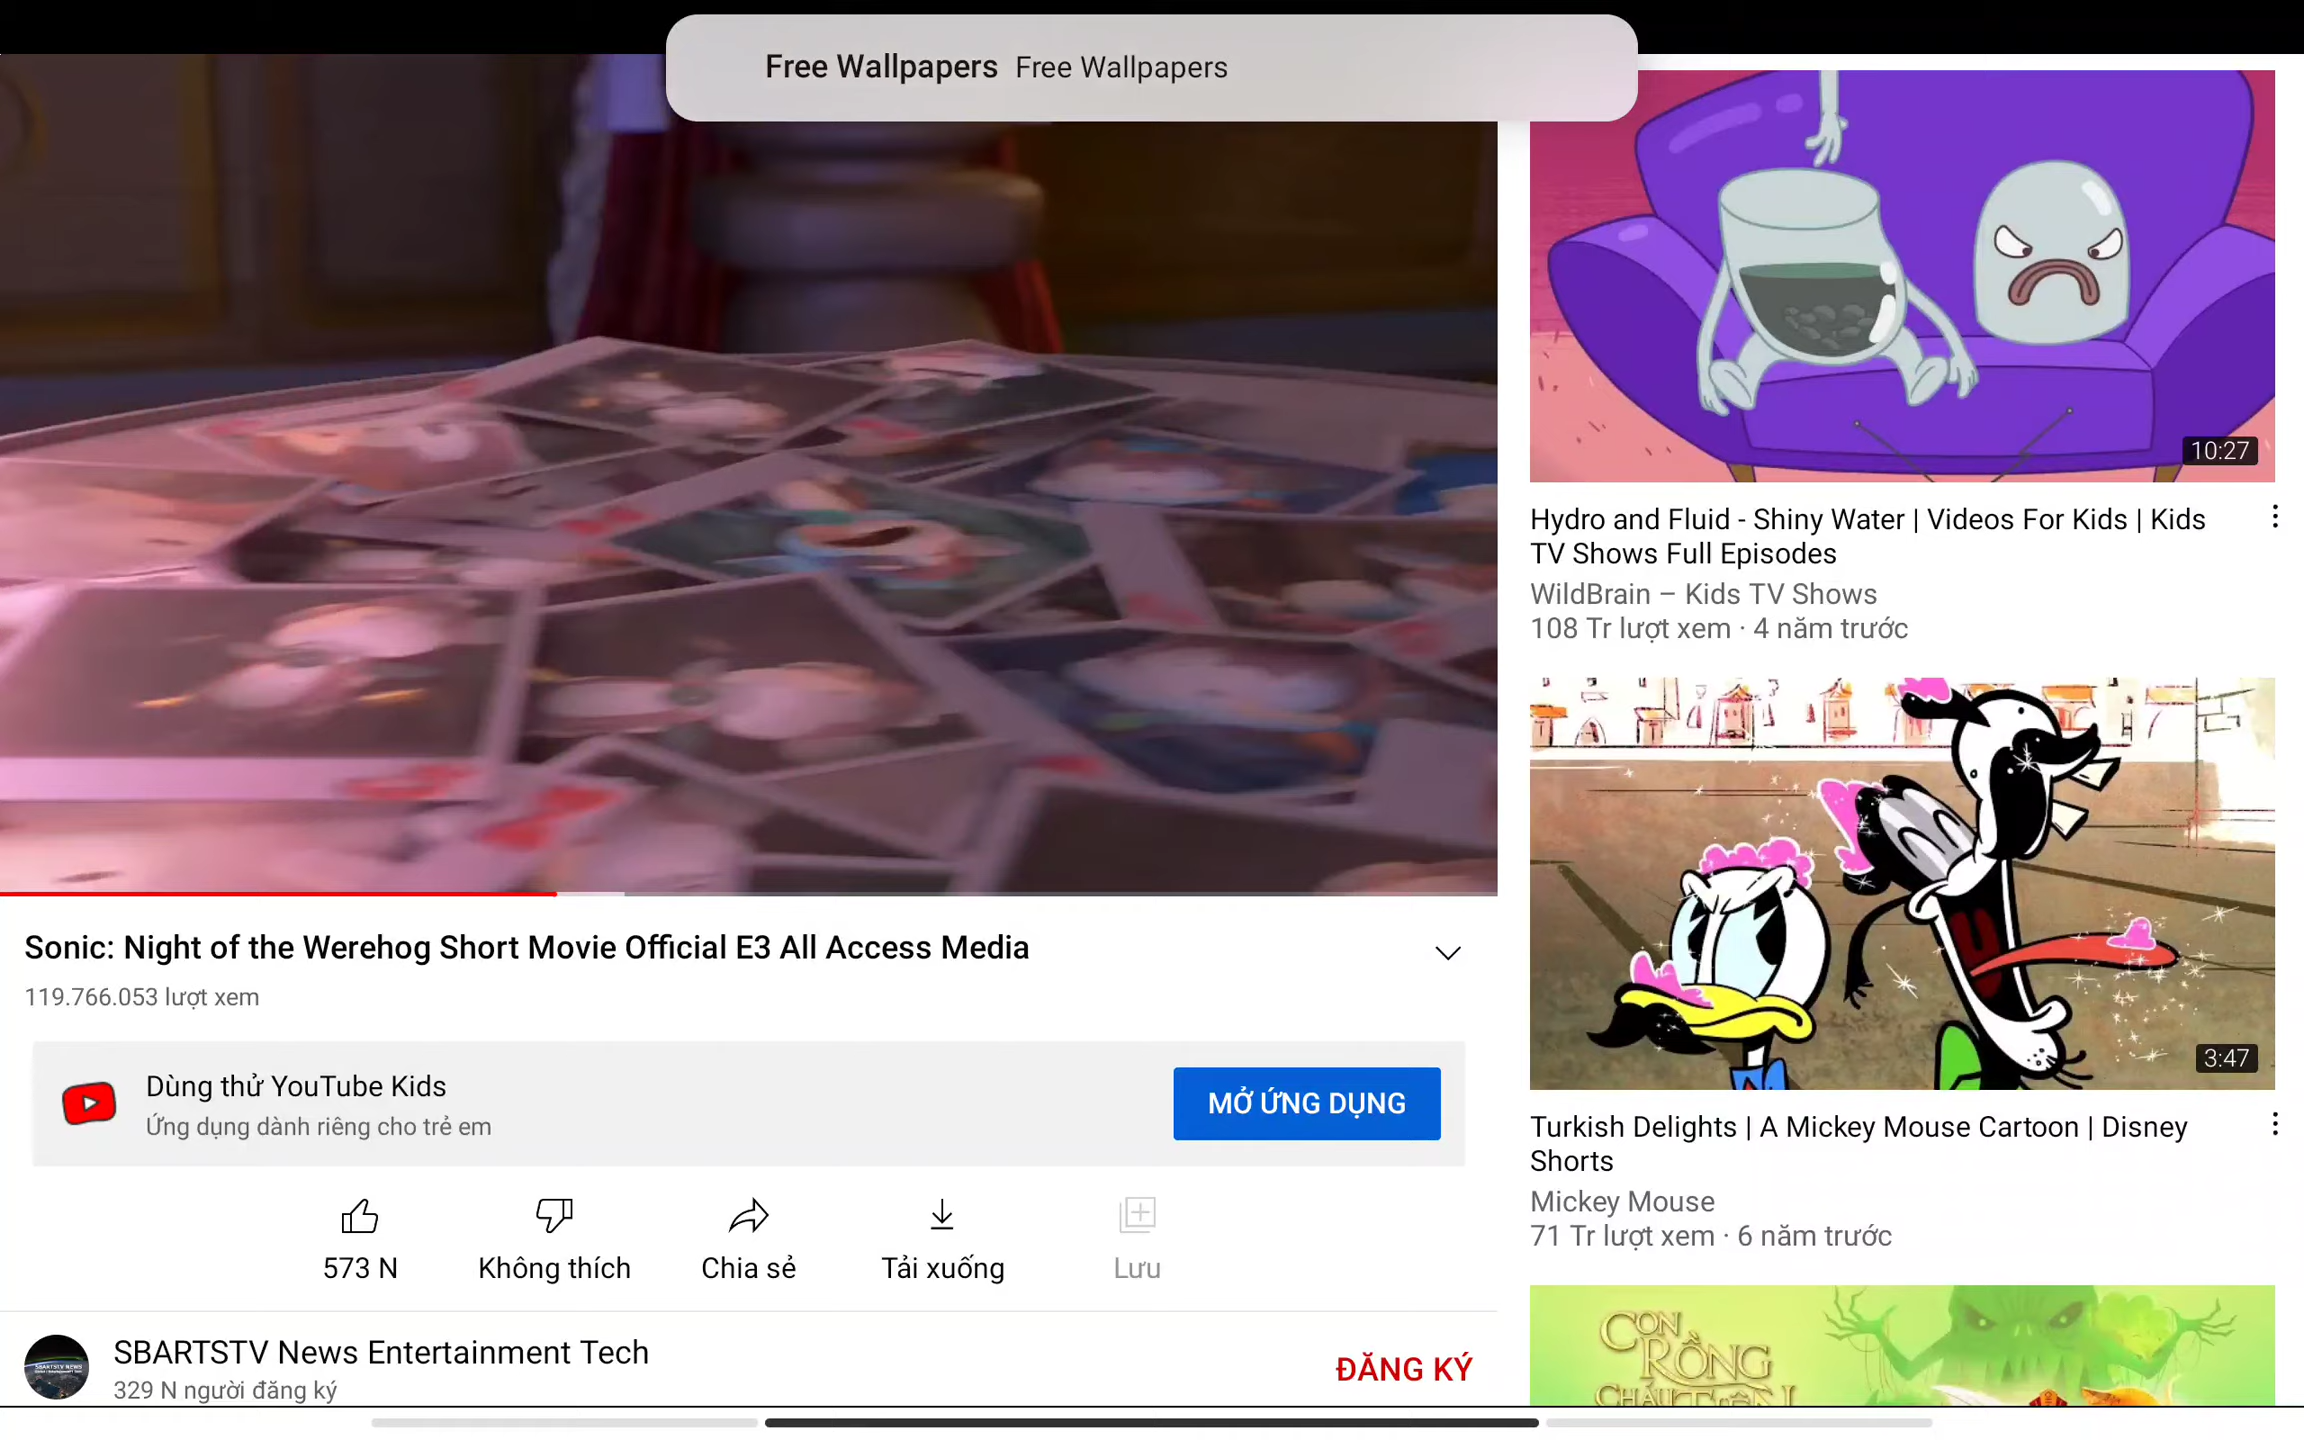 Free Wallpapers Free Wallpapers
Sonic: Night of the Werehog Short Movie Official E3 All Access Media
119.766.053 lượt xem
Dùng thử YouTube Kids
Ứng dụng dành riêng cho trẻ em
MỞ ỨNG DỤNG
573 N
Không thích
Chia sẻ
Tải xuống
Lưu
SBARTSTV NEWS
SBARTSTV News Entertainment Tech
329 N người đăng ký
ĐĂNG KÝ
10:27
Hydro and Fluid - Shiny Water | Videos For Kids | Kids
TV Shows Full Episodes
WildBrain – Kids TV Shows
108 Tr lượt xem · 4 năm trước
3:47
Turkish Delights | A Mickey Mouse Cartoon | Disney
Shorts
Mickey Mouse
71 Tr lượt xem · 6 năm trước
CON
RỒNG
CHÁU TIÊN